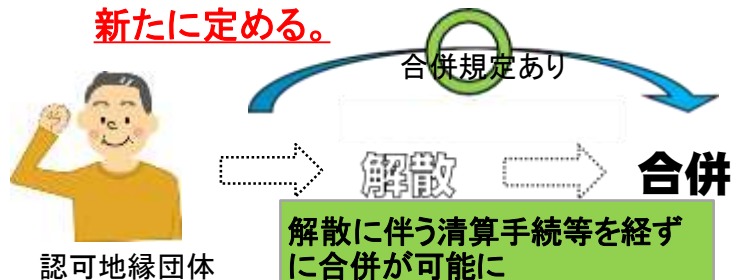 新たに定める。
合併規定あり
解散
合併
解散に伴う清算手続等を経ず
に合併が可能に
認可地縁団体